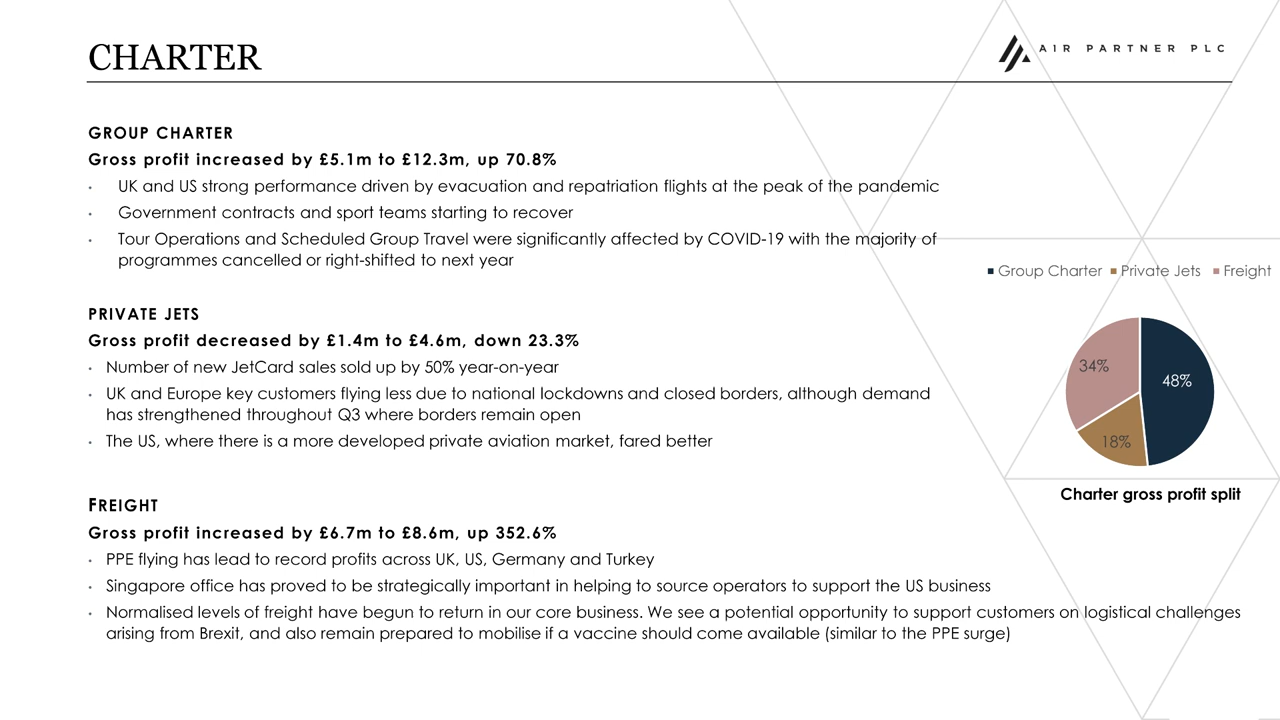 CHARTER
AIR PARTNER PLC
GROUP CHARTER
Gross profit increased by £5.1m to £12.3m, up 70.8%
• UK and US strong performance driven by evacuation and repatriation flights at the peak of the pandemic
• Government contracts and sport teams starting to recover
• Tour Operations and Scheduled Group Travel were significantly affected by COVID-19 with the majority of
programmes cancelled or right-shifted to next year
PRIVATE JETS
Gross profit decreased by £1.4m to £4.6m, down 23.3%
• Number of new JetCard sales sold up by 50% year-on-year
• UK and Europe key customers flying less due to national lockdowns and closed borders, although demand
has strengthened throughout Q3 where borders remain open
• The US, where there is a more developed private aviation market, fared better
FREIGHT
Gross profit increased by £6.7m to £8.6m, up 352.6%
• PPE flying has lead to record profits across UK, US, Germany and Turkey
• Singapore office has proved to be strategically important in helping to source operators to support the US business
• Normalised levels of freight have begun to return in our core business. We see a potential opportunity to support customers on logistical challenges
arising from Brexit, and also remain prepared to mobilise if a vaccine should come available (similar to the PPE surge)
Group Charter Private Jets Freight
34%
48%
18%
Charter gross profit split